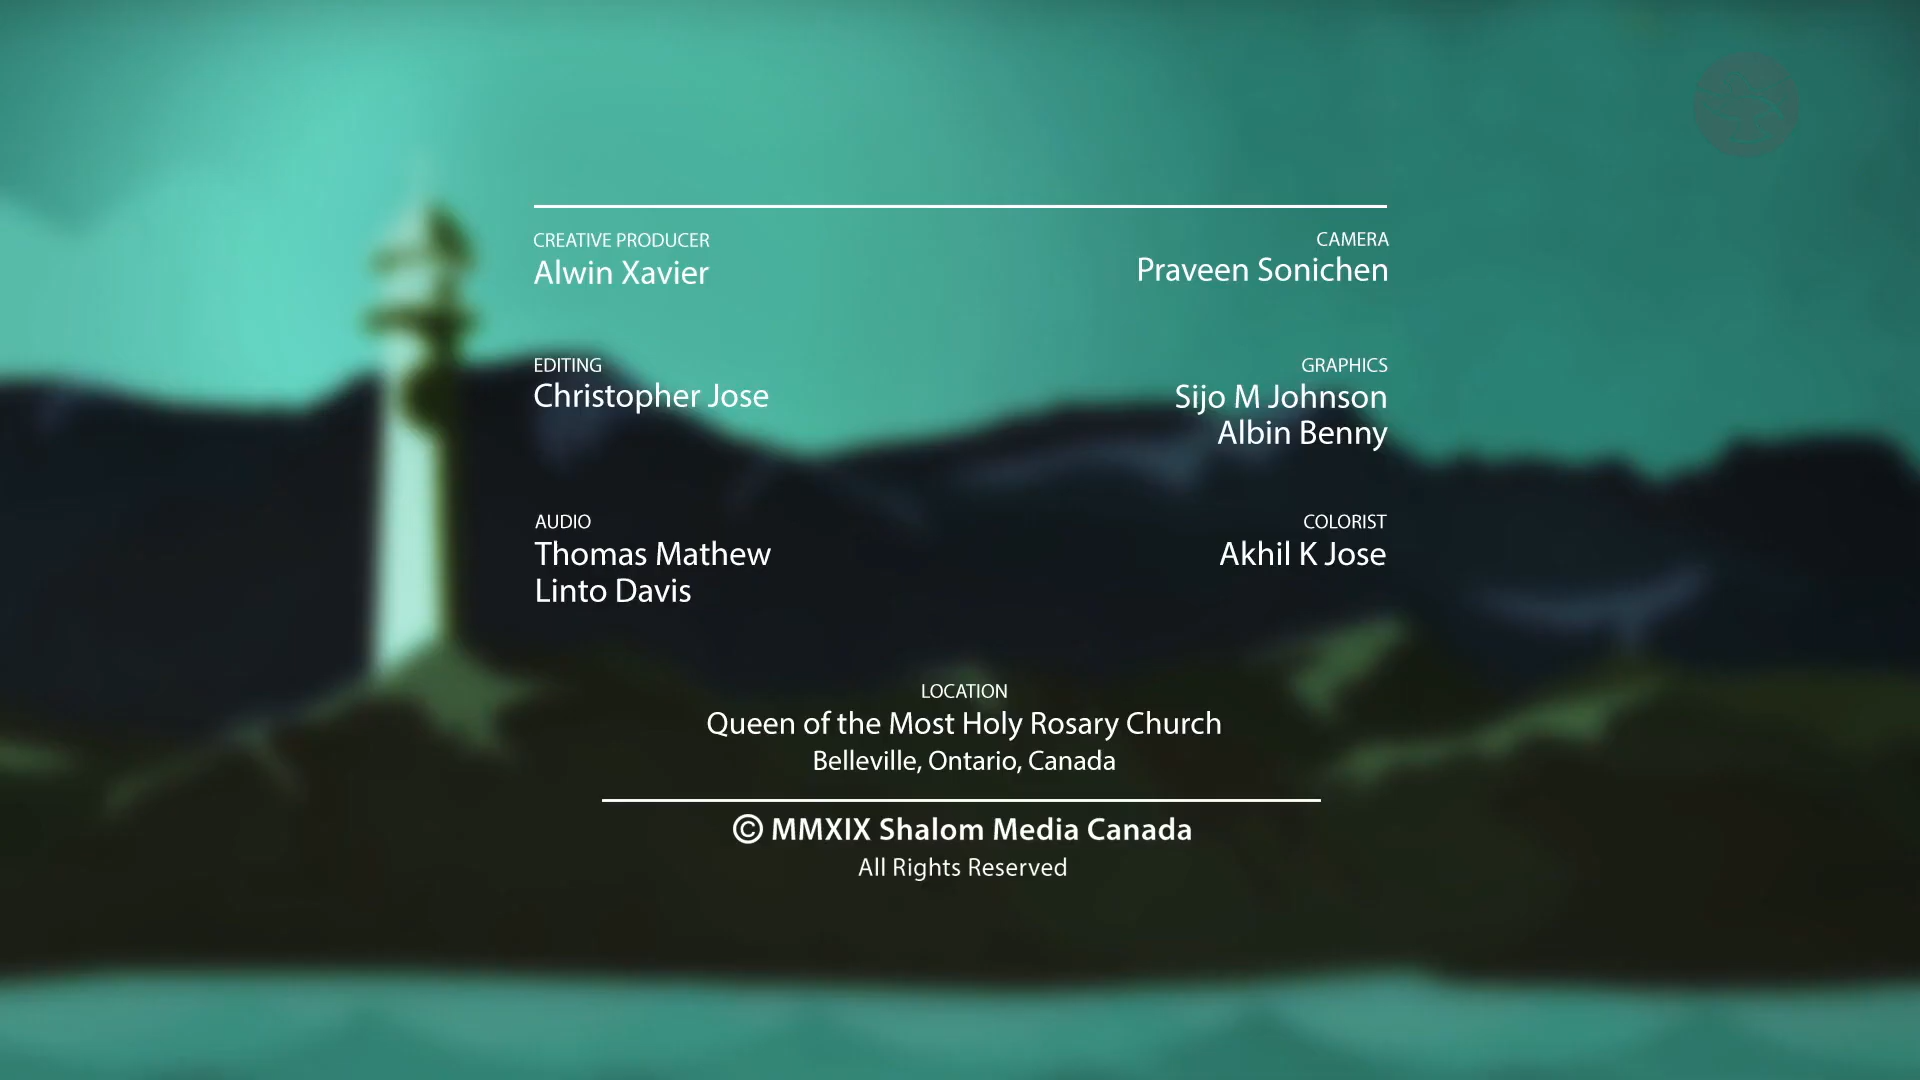 CREATIVE PRODUCER
Alwin Xavier
CAMERA
Praveen Sonichen
EDITING
Christopher Jose
GRAPHICS
Sijo M Johnson
Albin Benny
AUDIO
Thomas Mathew
Linto Davis
COLORIST
Akhil K Jose
LOCATION
Queen of the Most Holy Rosary Church
Belleville, Ontario, Canada
© MMXIX Shalom Media Canada
All Rights Reserved